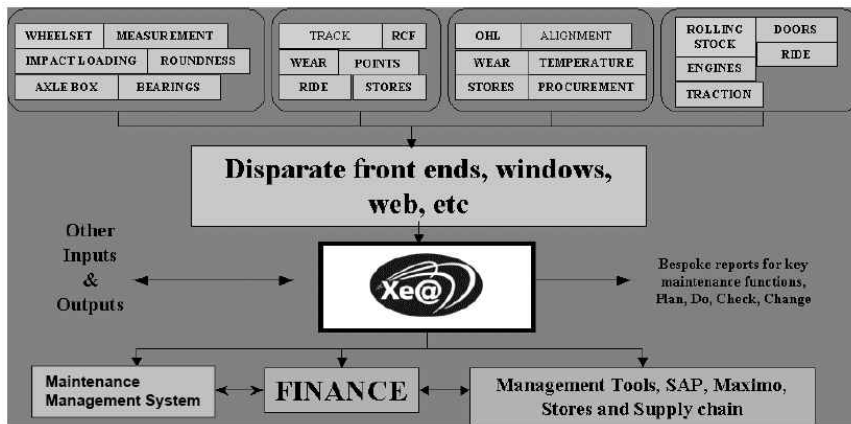 WHEELSET MEASUREMENT
IMPACT LOADING ROUNDNESS
AXLE BOX BEARINGS
TRACK RCF
WEAR POINTS
RIDE STORES
OHL ALIGNMENT
WEAR TEMPERATURE
STORES PROCUREMENT
ROLLING
STOCK
DOORS
RIDE
ENGINES
TRACTION
Disparate front ends, windows,
web, etc
Other
Inputs
&
Outputs
Xe@
Bespoke reports for key
maintenance functions,
Plan, Do, Check, Change
Maintenance
Management System
FINANCE
Management Tools, SAP, Maximo,
Stores and Supply chain